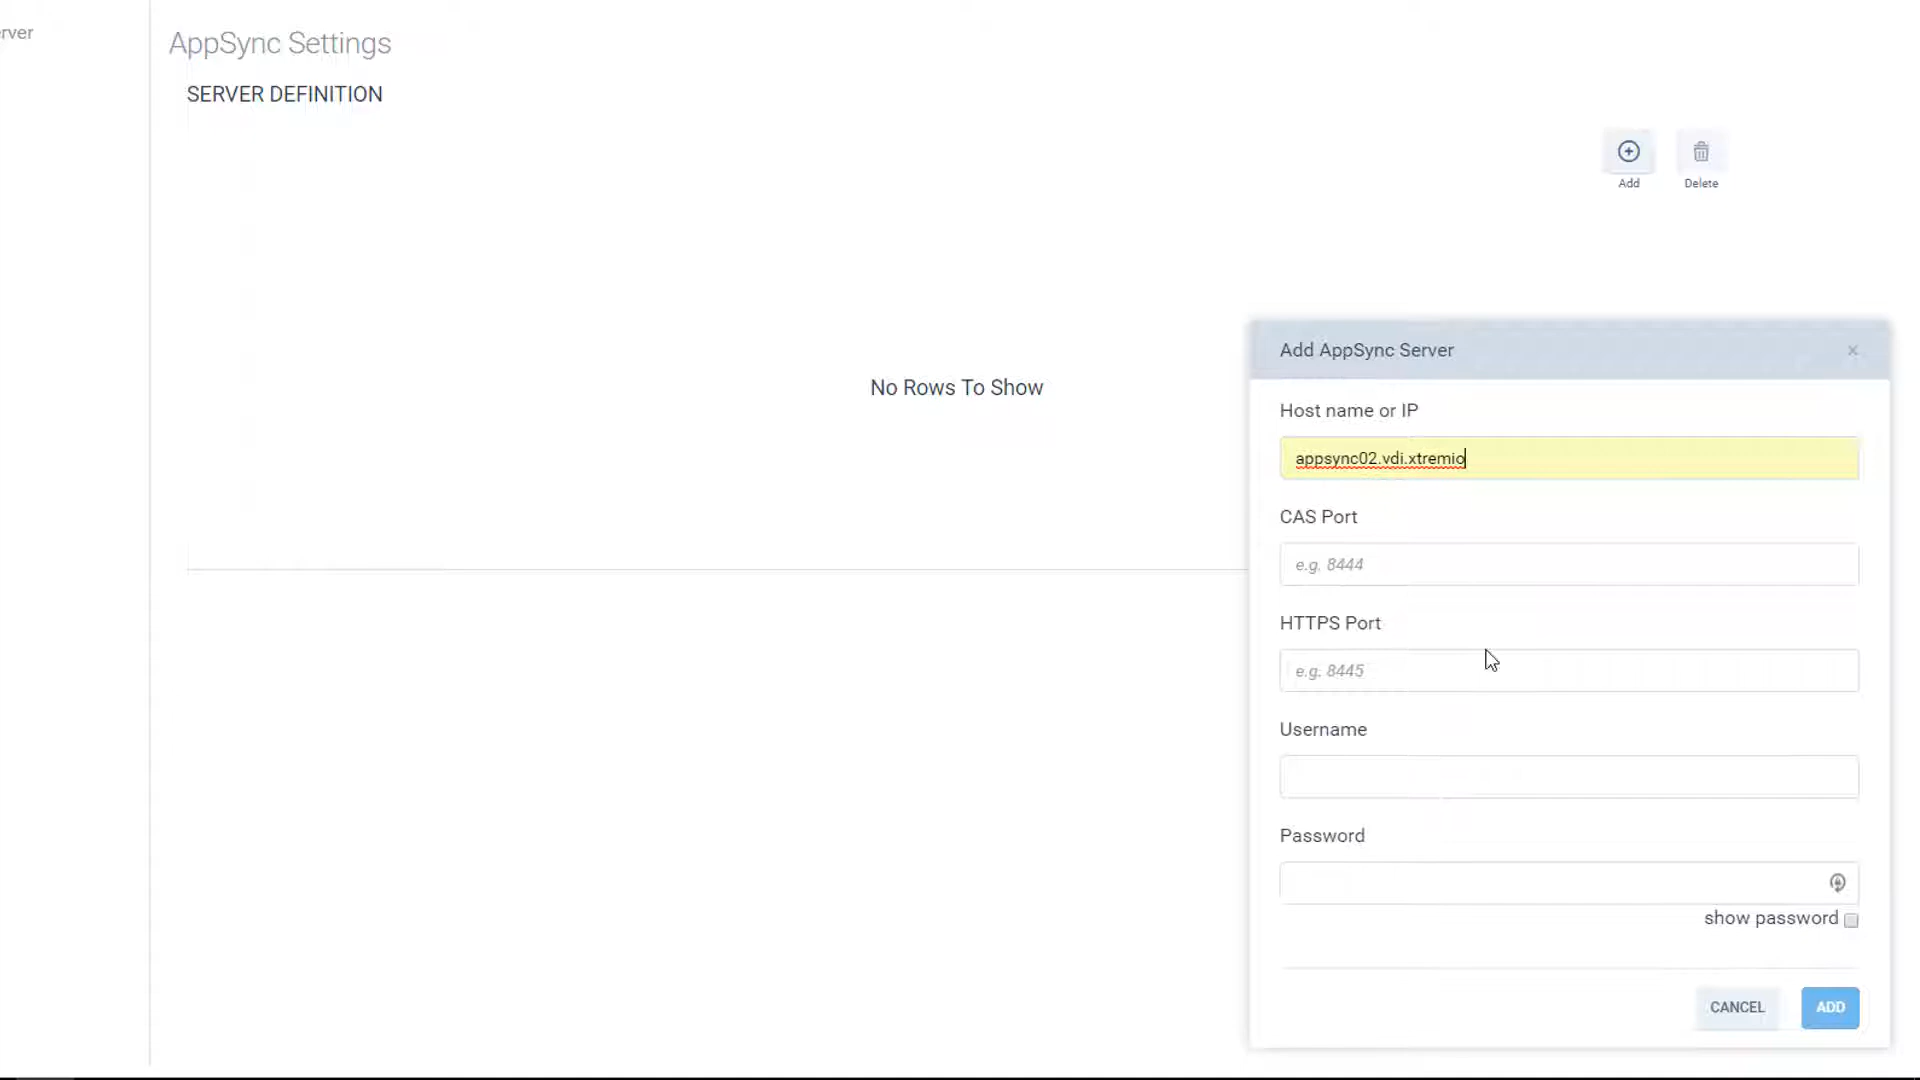 erver
AppSync Settings
SERVER DEFINITION
Add
Delete
No Rows To Show
Add AppSync Server
×
Host name or IP
appsync02.vdi.xtremio
CAS Port
e.g. 8444
HTTPS Port
e.g. 8445
Username
Password
show password
CANCEL
ADD